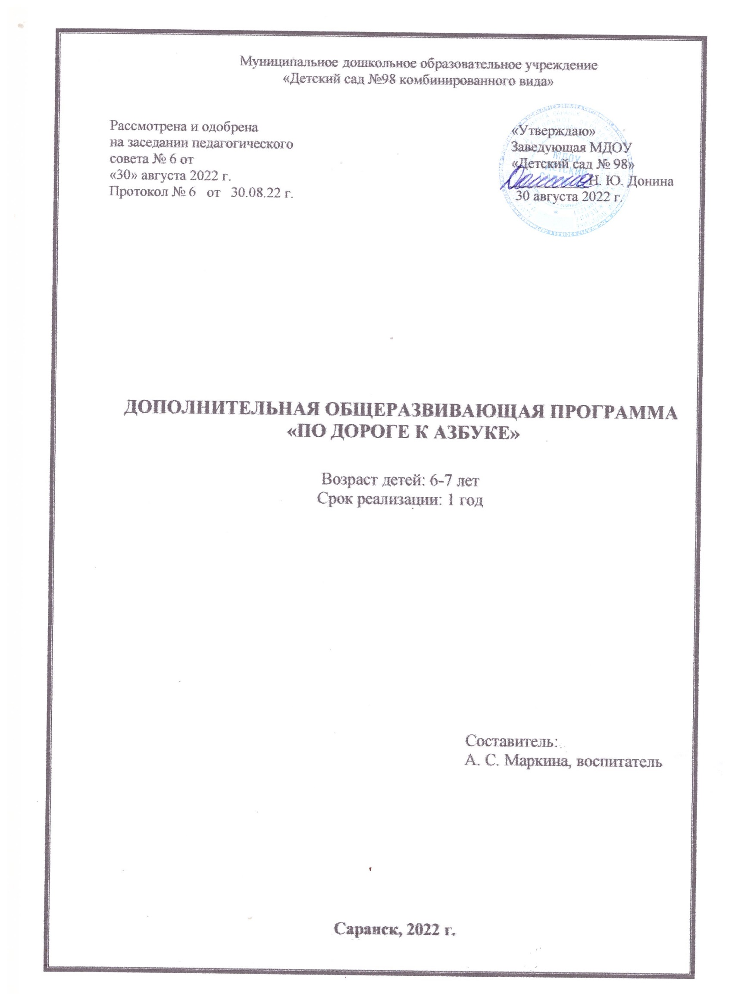 Муниципальное дошкольное образовательное учреждение
«Детский сад №98 комбинированного вида»
Рассмотрена и одобрена
на заседании педагогического
совета № 6 от
«30» августа 2022 г.
Протокол № 6 от 30.08.22 г.
«Утверждаю»
Заведующая МДОУ
«Детский сад № 98»
Н. Ю. Донина
30 августа 2022 г.
МДОУ
ДЕТСКИЙ
ДОПОЛНИТЕЛЬНАЯ ОБЩЕРАЗВИВАЮЩАЯ ПРОГРАММА
«ПО ДОРОГЕ К АЗБУКЕ»
Возраст детей: 6-7 лет
Срок реализации: 1 год
Составитель:
А. С. Маркина, воспитатель
Саранск, 2022 г.